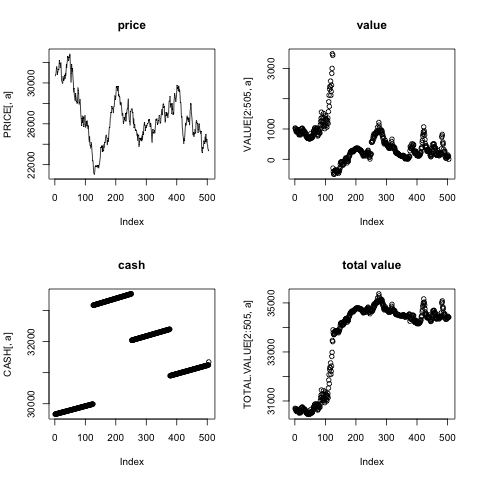 price
PRICE[, a]
22000 24000 26000 28000 30000
0 100 200 300 400 500
Index
value
VALUE[2:505, a]
0 1000 3000
0 100 200 300 400 500
Index
cash
CASH[, a]
30000 32000
0 100 200 300 400 500
Index
total value
TOTAL.VALUE[2:505, a]
31000 33000 35000
0 100 200 300 400 500
Index